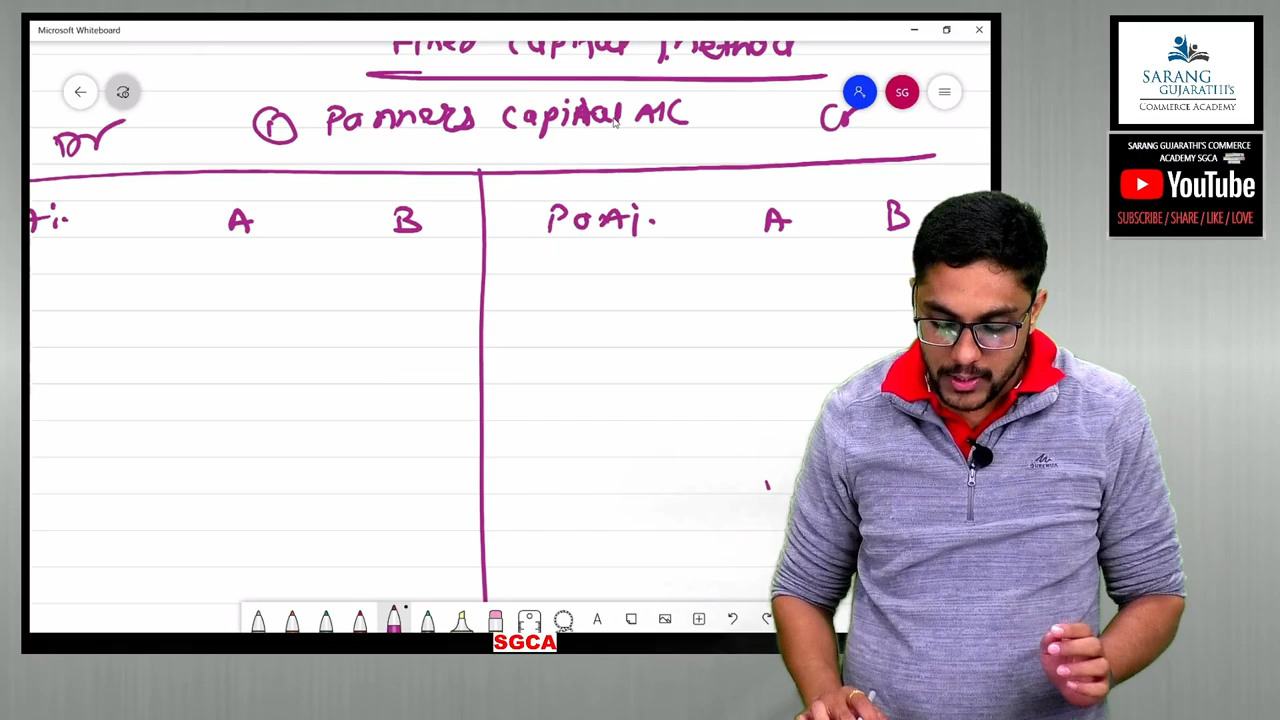 Microsoft Whiteboard
Fixed Capital Method
SG
① Partners Capital A/C
Dr
Cr
A B Parti. A B
SGCA
SARANG
GUJARATHI'S
COMMERCE ACADEMY
SARANG GUJARATHI'S COMMERCE
ACADEMY SGCA
YouTube
SUBSCRIBE / SHARE / LIKE / LOVE